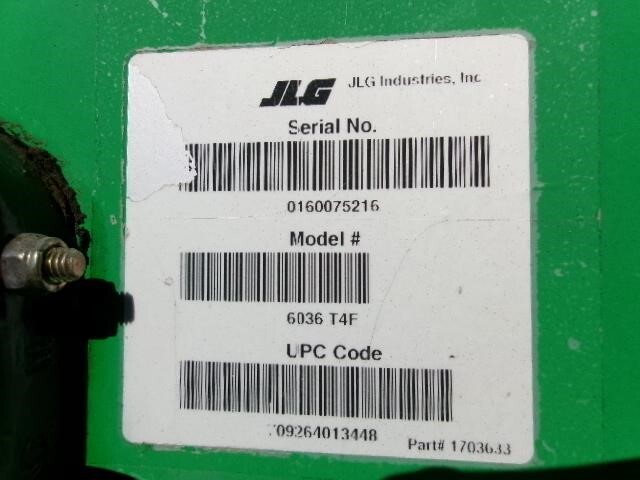 JLG JLG Industries, Inc
Serial No.
0160075216
Model #
6036 T4F
UPC Code
709264013448
Part# 1703633